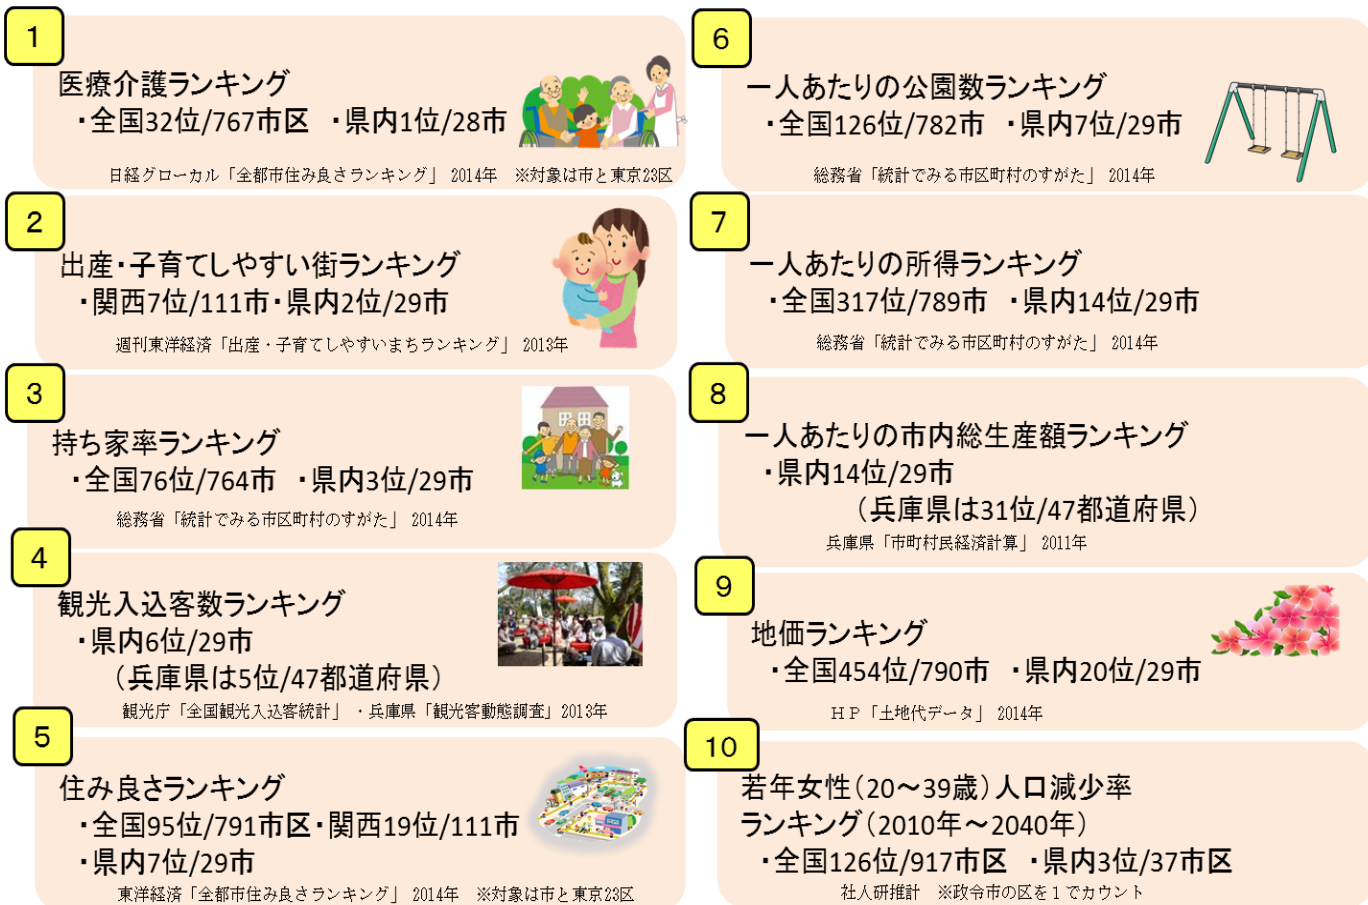 1
医療介護ランキング
・全国32位/767市区 ・県内1位/28市
日経グローカル「全都市住み良さランキング」 2014年 ※対象は市と東京23区
2
出産・子育てしやすい街ランキング
・関西7位/111市・県内2位/29市
週刊東洋経済「出産・子育てしやすいまちランキング」 2013年
3
持ち家率ランキング
・全国76位/764市 ・県内3位/29市
総務省「統計でみる市区町村のすがた」 2014年
4
観光入込客数ランキング
・県内6位/29市
（兵庫県は5位/47都道府県）
観光庁「全国観光入込客統計」・兵庫県「観光客動態調査」2013年
5
住み良さランキング
・全国95位/791市区・関西19位/111市
・県内7位/29市
東洋経済「全都市住み良さランキング」 2014年 ※対象は市と東京23区
6
一人あたりの公園数ランキング
・全国126位/782市 ・県内7位/29市
総務省「統計でみる市区町村のすがた」 2014年
7
一人あたりの所得ランキング
・全国317位/789市 ・県内14位/29市
総務省「統計でみる市区町村のすがた」 2014年
8
一人あたりの市内総生産額ランキング
・県内14位/29市
（兵庫県は31位/47都道府県）
兵庫県「市町村民経済計算」 2011年
9
地価ランキング
・全国454位/790市 ・県内20位/29市
ＨＰ「土地代データ」 2014年
10
若年女性（20～39歳）人口減少率
ランキング（2010年～2040年）
・全国126位/917市区 ・県内3位/37市区
社人研推計 ※政令市の区を１でカウント